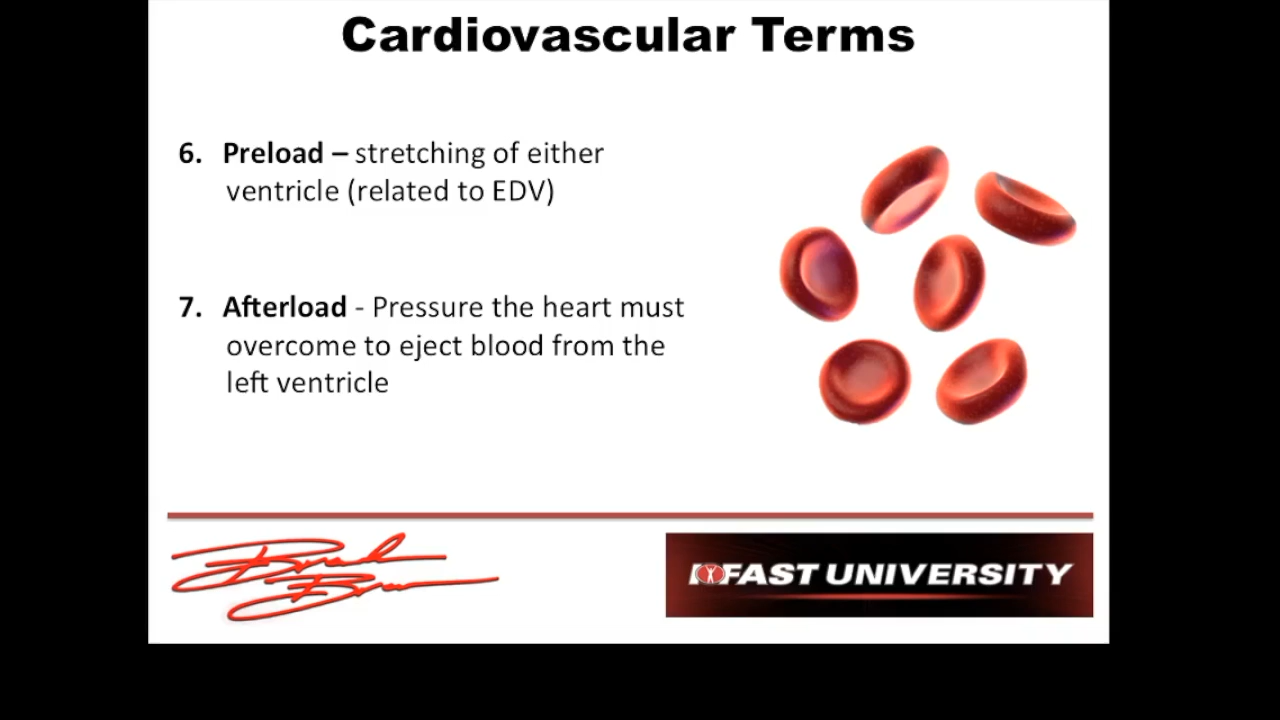 Cardiovascular Terms
6. Preload – stretching of either
ventricle (related to EDV)
7. Afterload - Pressure the heart must
overcome to eject blood from the
left ventricle
FAST UNIVERSITY